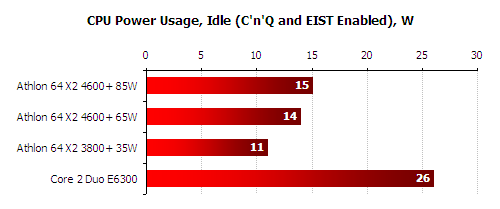 CPU Power Usage, Idle (C'n'Q and EIST Enabled), W
0 5 10 15 20 25 30
Athlon 64 X2 4600+ 85W 15
Athlon 64 X2 4600+ 65W 14
Athlon 64 X2 3800+ 35W 11
Core 2 Duo E6300 26